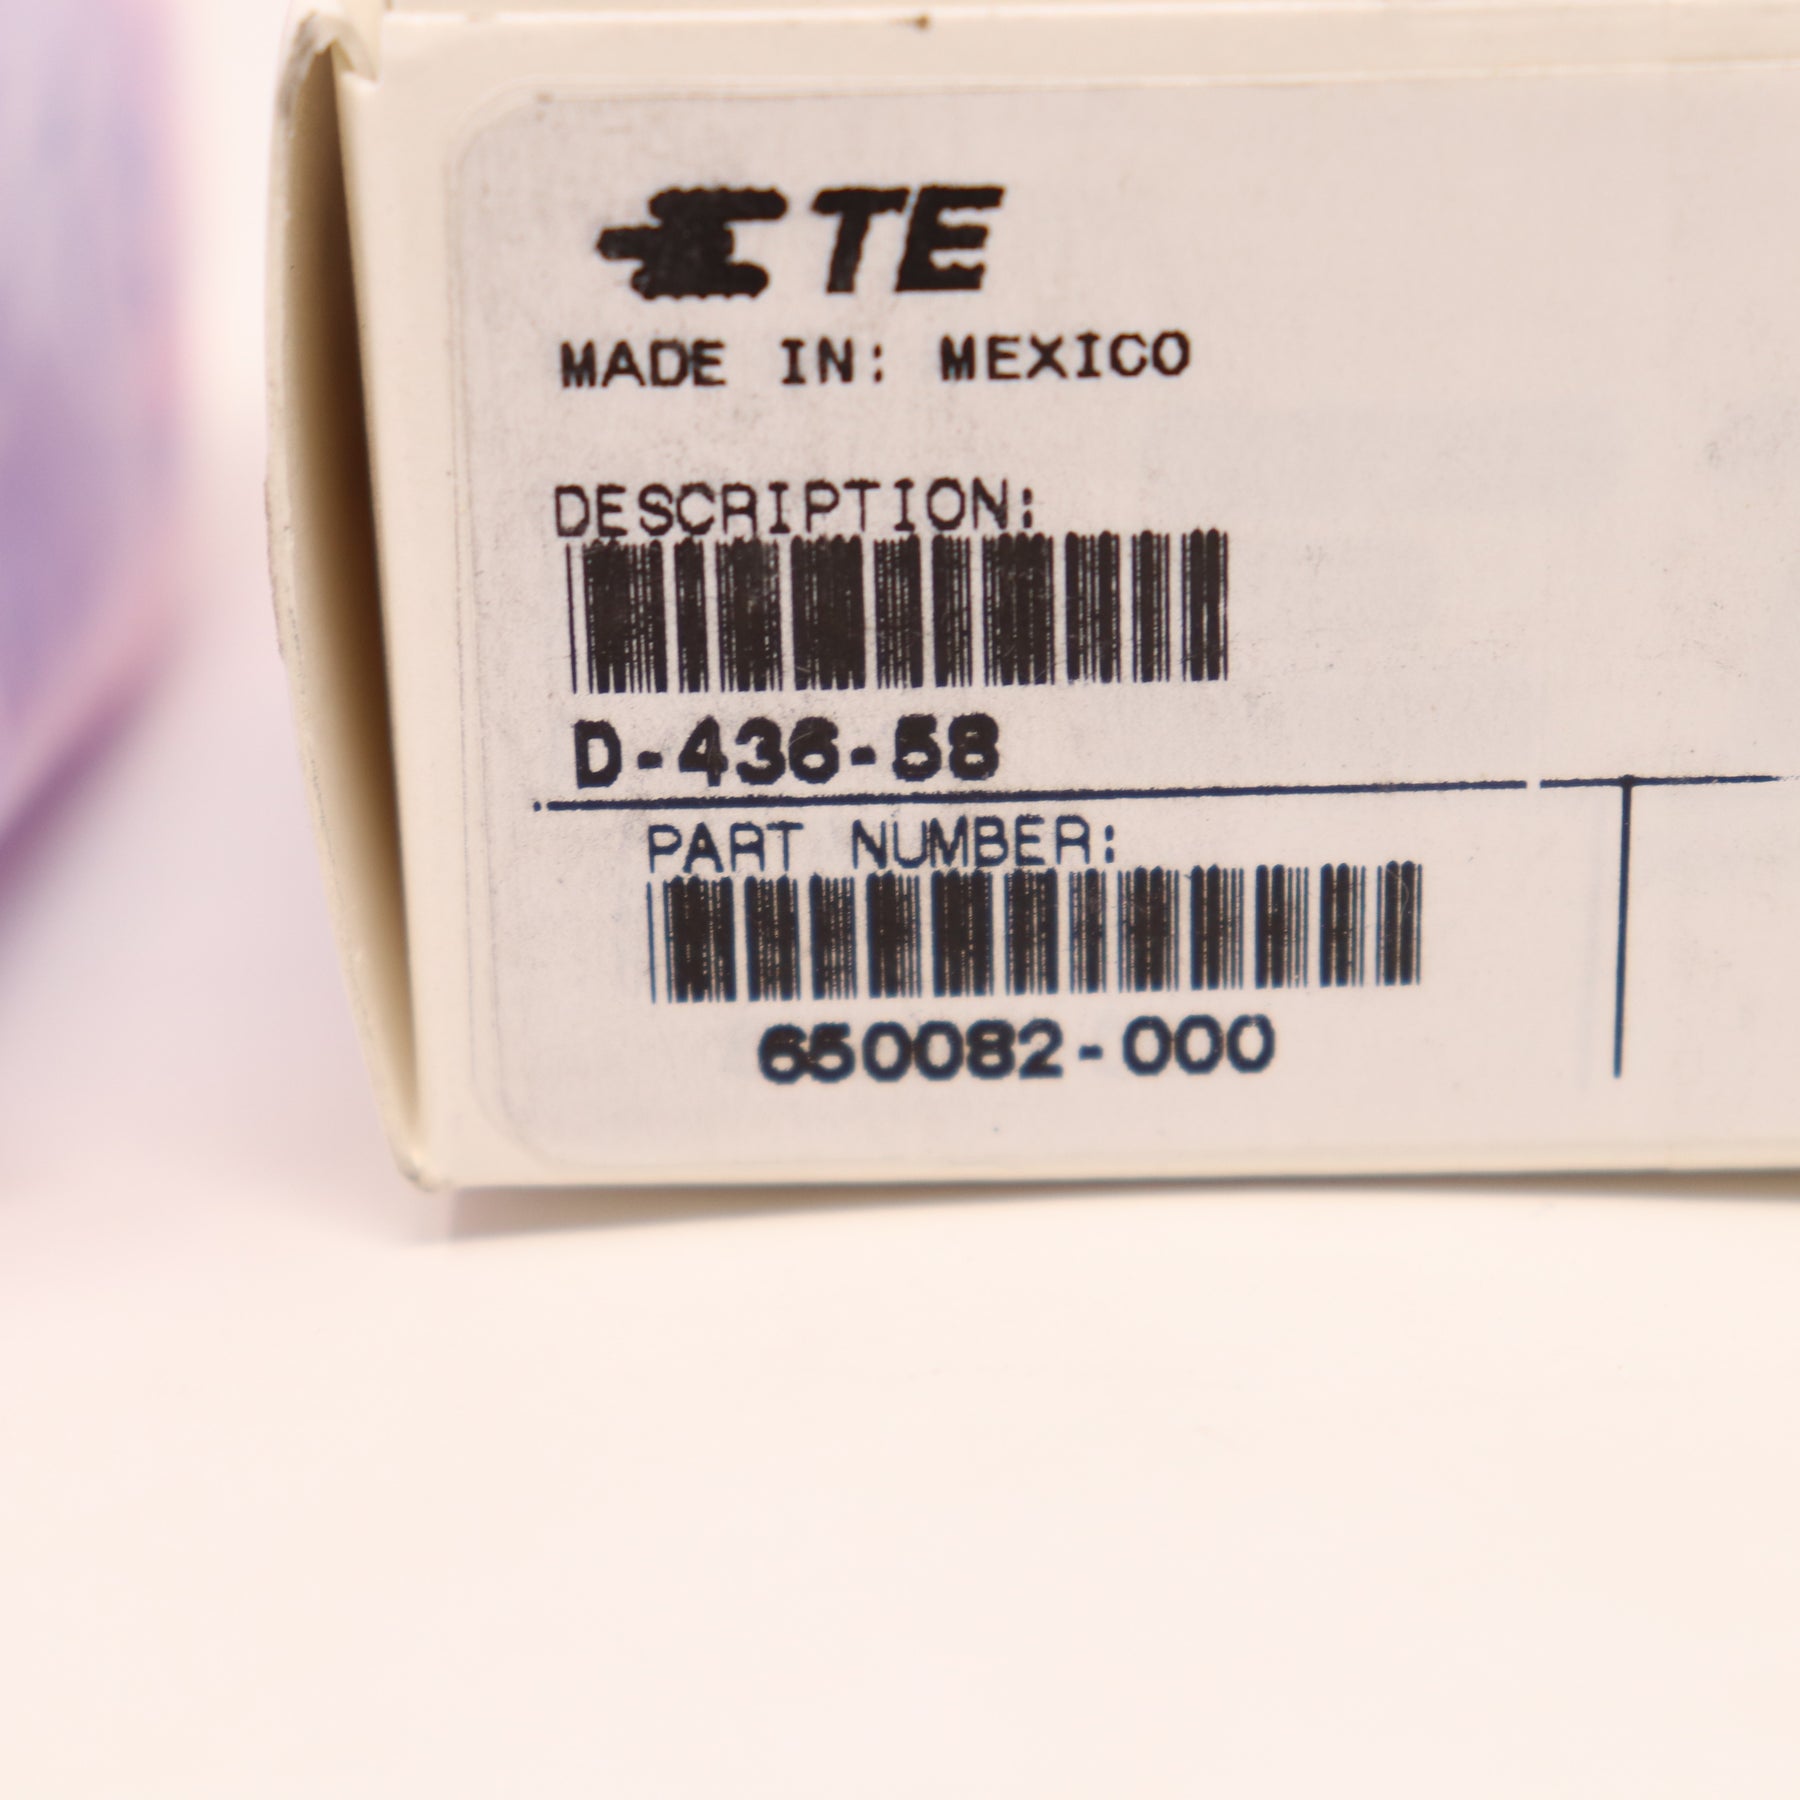 TE
MADE IN: MEXICO
DESCRIPTION:
D-436-58
PART NUMBER:
650082-000